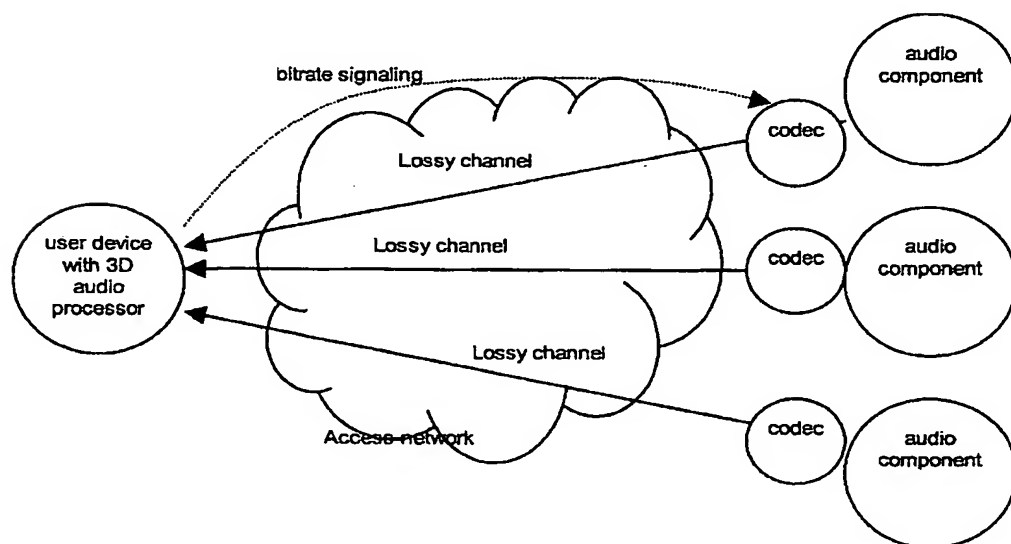 audio
component
bitrate signaling
codec
Lossy channel
user device
with 3D
audio
processor
Lossy channel
codec
audio
component
Lossy channel
Access network
codec
audio
component